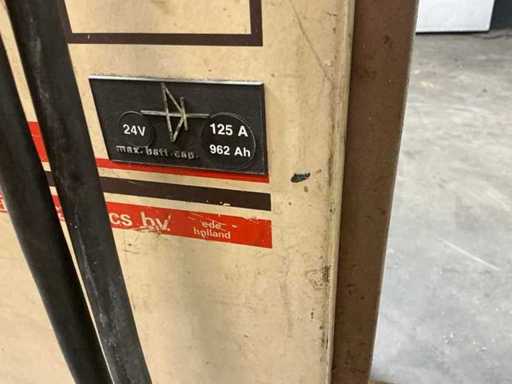 24V
125 A
max. batt. cap. 962 Ah
cs bv
ede
holland